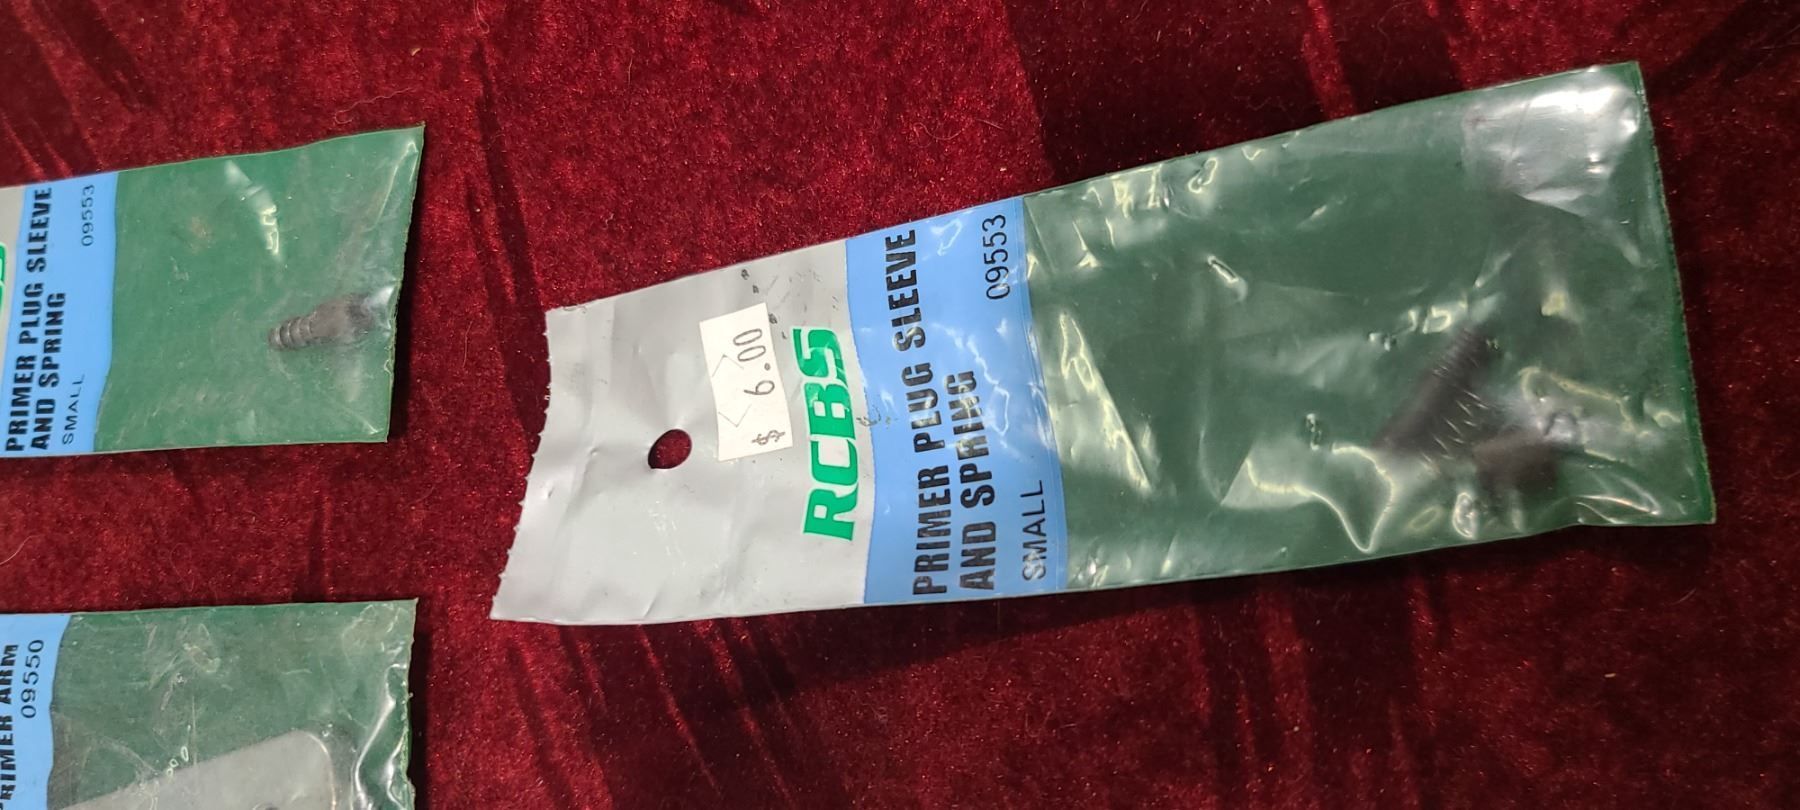 PRIMER PLUG SLEEVE
AND SPRING
SMALL
09553
$ 6.00
RCBS
PRIMER PLUG SLEEVE
AND SPRING
SMALL
09553
PRIMER ARM
09550